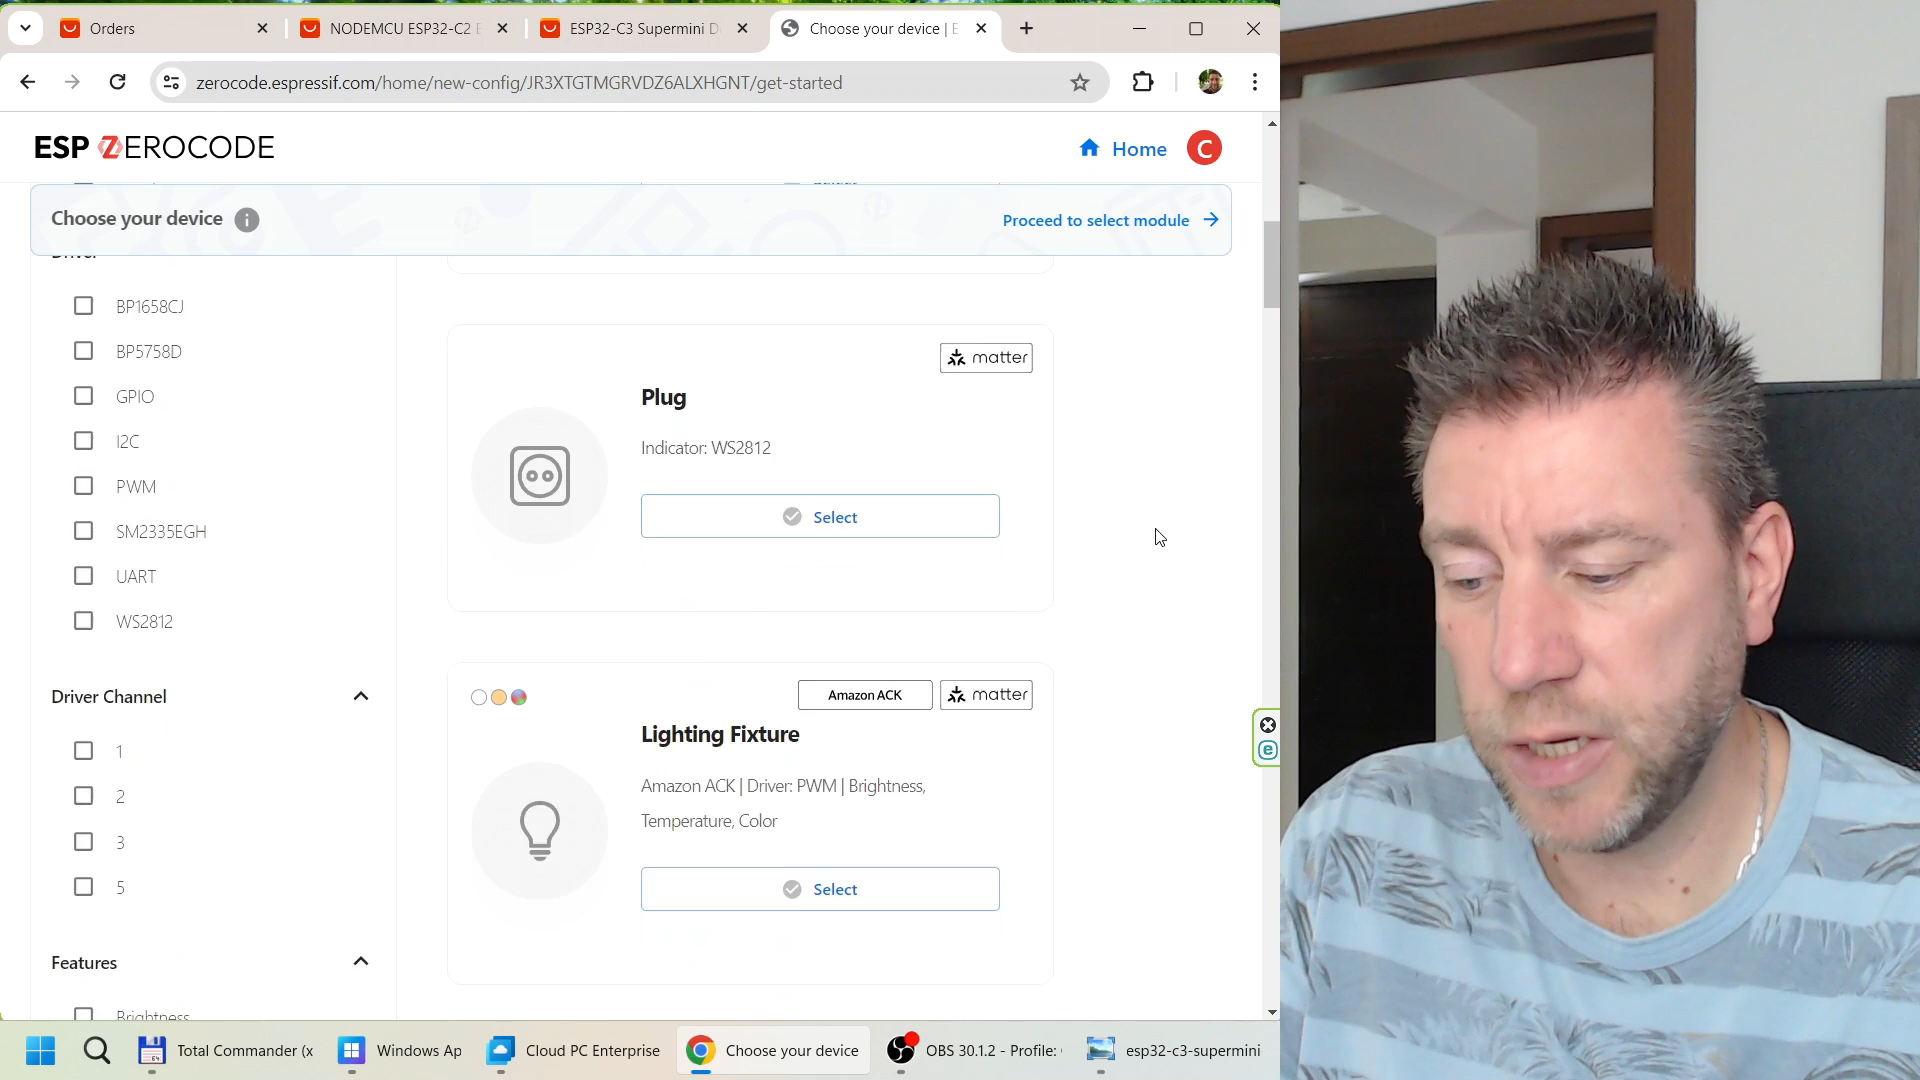 Orders
NODEMCU ESP32-C2
ESP32-C3 Supermini D
Choose your device | E
zerocode.espressif.com/home/new-config/JR3XTGTMGRVDZ6ALXHGNT/get-started
ESP ZEROCODE
Home
C
Choose your device
Proceed to select module
Driver
BP1658CJ
BP5758D
GPIO
I2C
PWM
SM2335EGH
UART
WS2812
Driver Channel
1
2
3
5
Features
Brightness
matter
Plug
Indicator: WS2812
Select
Amazon ACK
matter
Lighting Fixture
Amazon ACK | Driver: PWM | Brightness,
Temperature, Color
Select
Total Commander (x
Windows Ap
Cloud PC Enterprise
Choose your device
OBS 30.1.2 - Profile:
esp32-c3-supermini